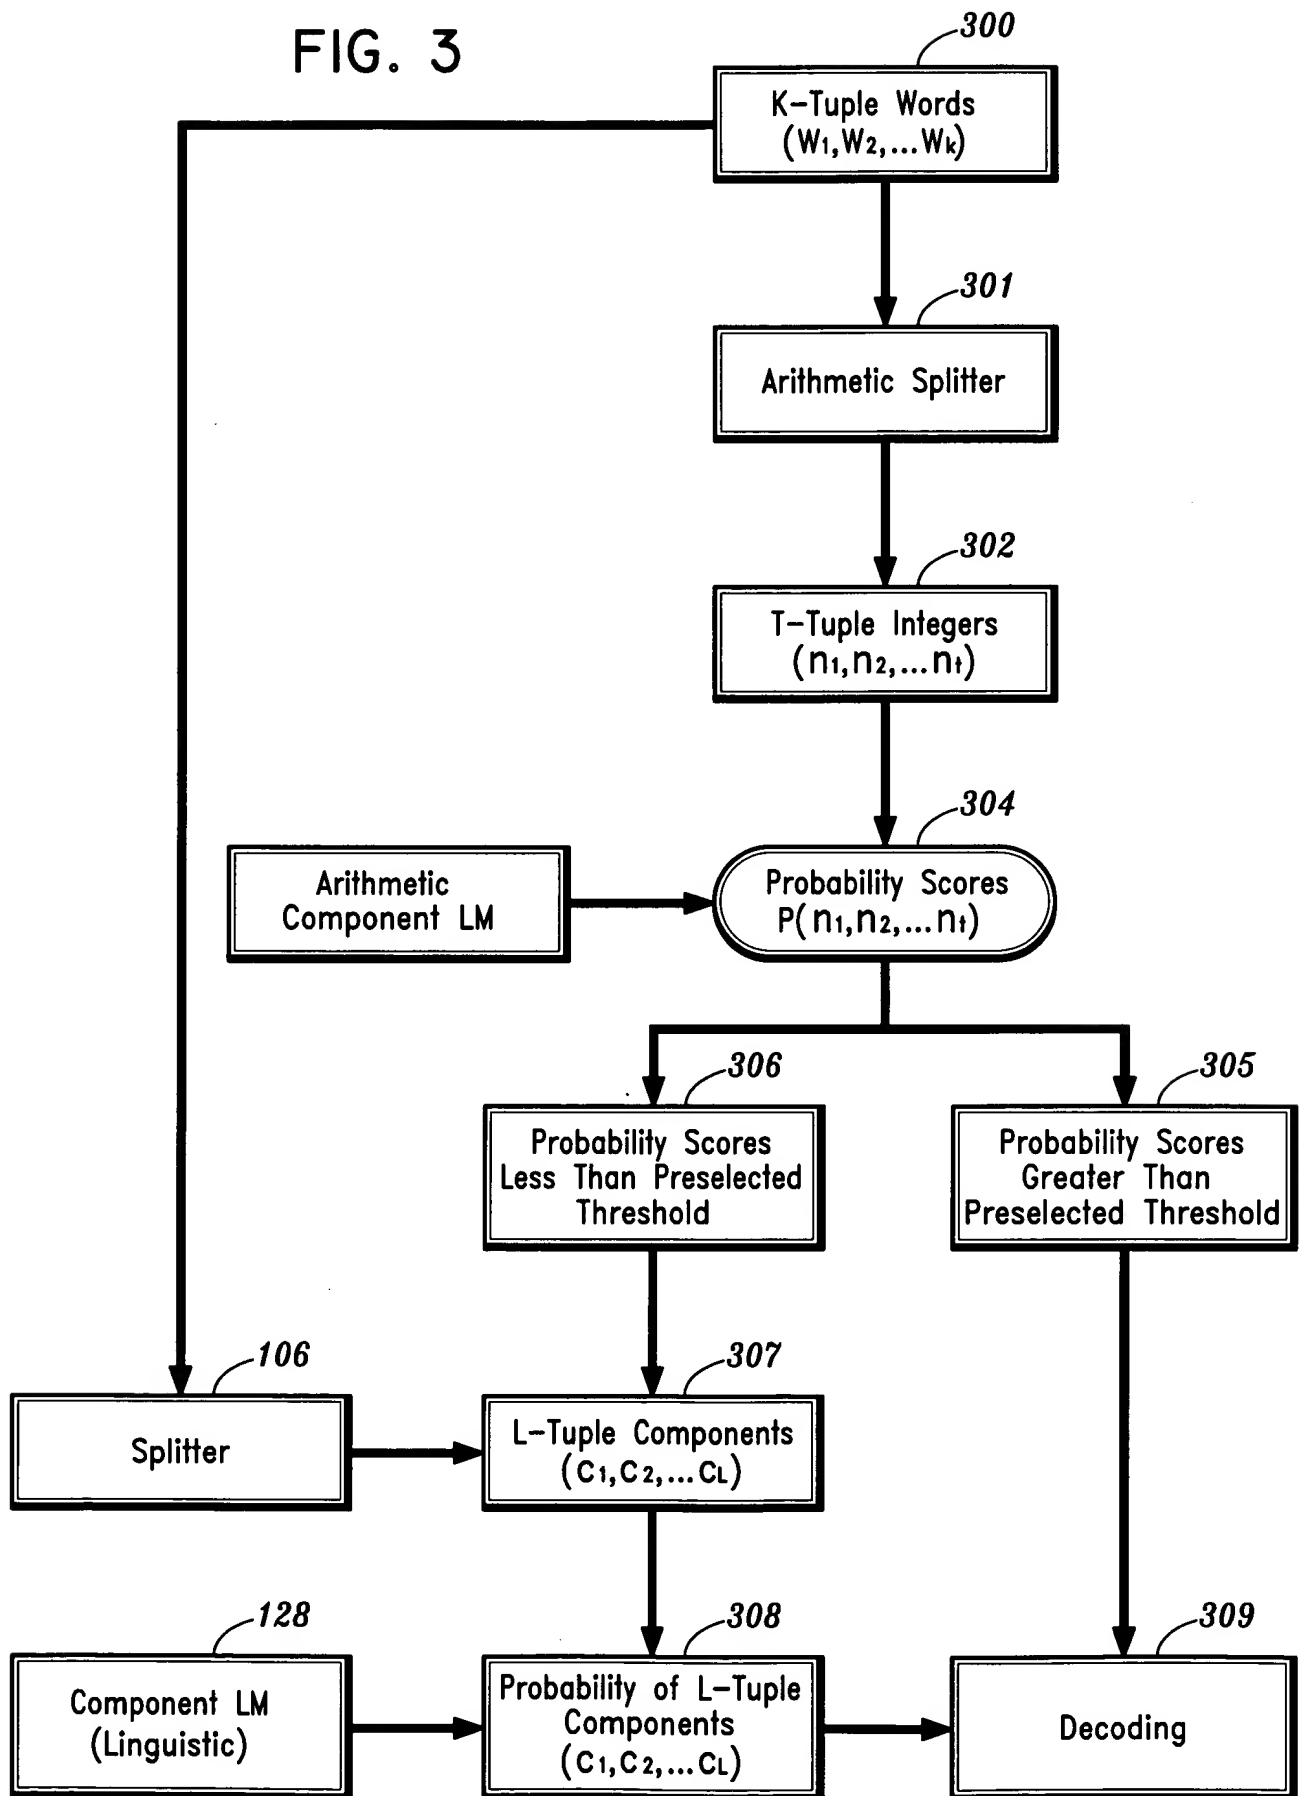 FIG. 3
300
K-Tuple Words
(W1,W2,...Wk)
301
Arithmetic Splitter
302
T-Tuple Integers
(n1,n2,...nt)
304
Arithmetic
Component LM
Probability Scores
P(n1,n2,...nt)
306
305
Probability Scores
Less Than Preselected
Threshold
Probability Scores
Greater Than
Preselected Threshold
106
307
Splitter
L-Tuple Components
(C1,C2,...CL)
128
308
309
Component LM
(Linguistic)
Probability of L-Tuple
Components
(C1,C2,...CL)
Decoding